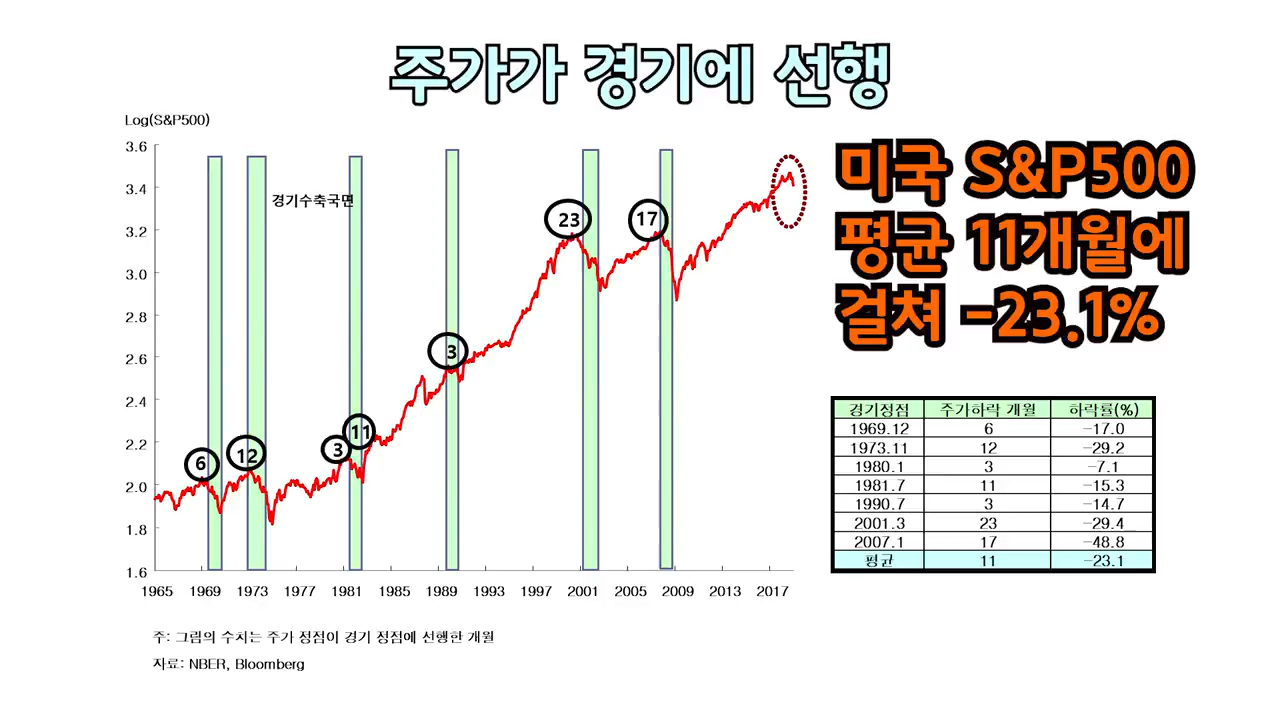 주가가 경기에 선행
Log(S&P500)
3.6
3.4
3.2
3.0
2.8
2.6
2.4
2.2
2.0
1.8
1.6
경기수축국면
6
12
3
11
3
23
17
1965 1969 1973 1977 1981 1985 1989 1993 1997 2001 2005 2009 2013 2017
미국 S&P500
평균 11개월에
걸쳐 -23.1%
경기정점 주가하락 개월 하락률(%)
1969.12 6 -17.0
1973.11 12 -29.2
1980.1 3 -7.1
1981.7 11 -15.3
1990.7 3 -14.7
2001.3 23 -29.4
2007.1 17 -48.8
평균 11 -23.1
주: 그림의 수치는 주가 정점이 경기 정점에 선행한 개월
자료: NBER, Bloomberg